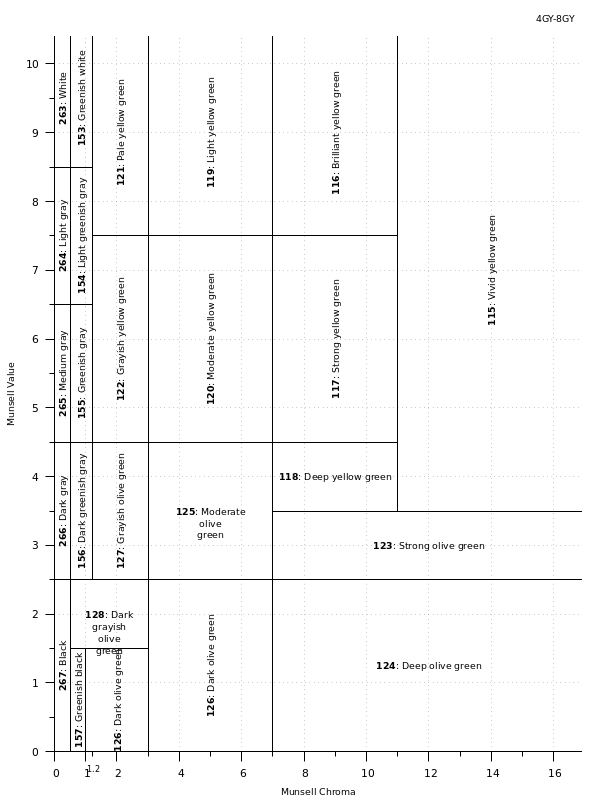 4GY-8GY
263: White
153: Greenish white
121: Pale yellow green
119: Light yellow green
116: Brilliant yellow green
264: Light gray
154: Light greenish gray
115: Vivid yellow green
265: Medium gray
155: Greenish gray
122: Grayish yellow green
120: Moderate yellow green
117: Strong yellow green
266: Dark gray
156: Dark greenish gray
127: Grayish olive green
125: Moderate
olive
green
118: Deep yellow green
123: Strong olive green
267: Black
128: Dark
grayish
olive
green
157: Greenish black
126: Dark olive green
126: Dark olive green
124: Deep olive green
Munsell Value
10
9
8
7
6
5
4
3
2
1
0
0 1 1.2 2 4 6 8 10 12 14 16
Munsell Chroma